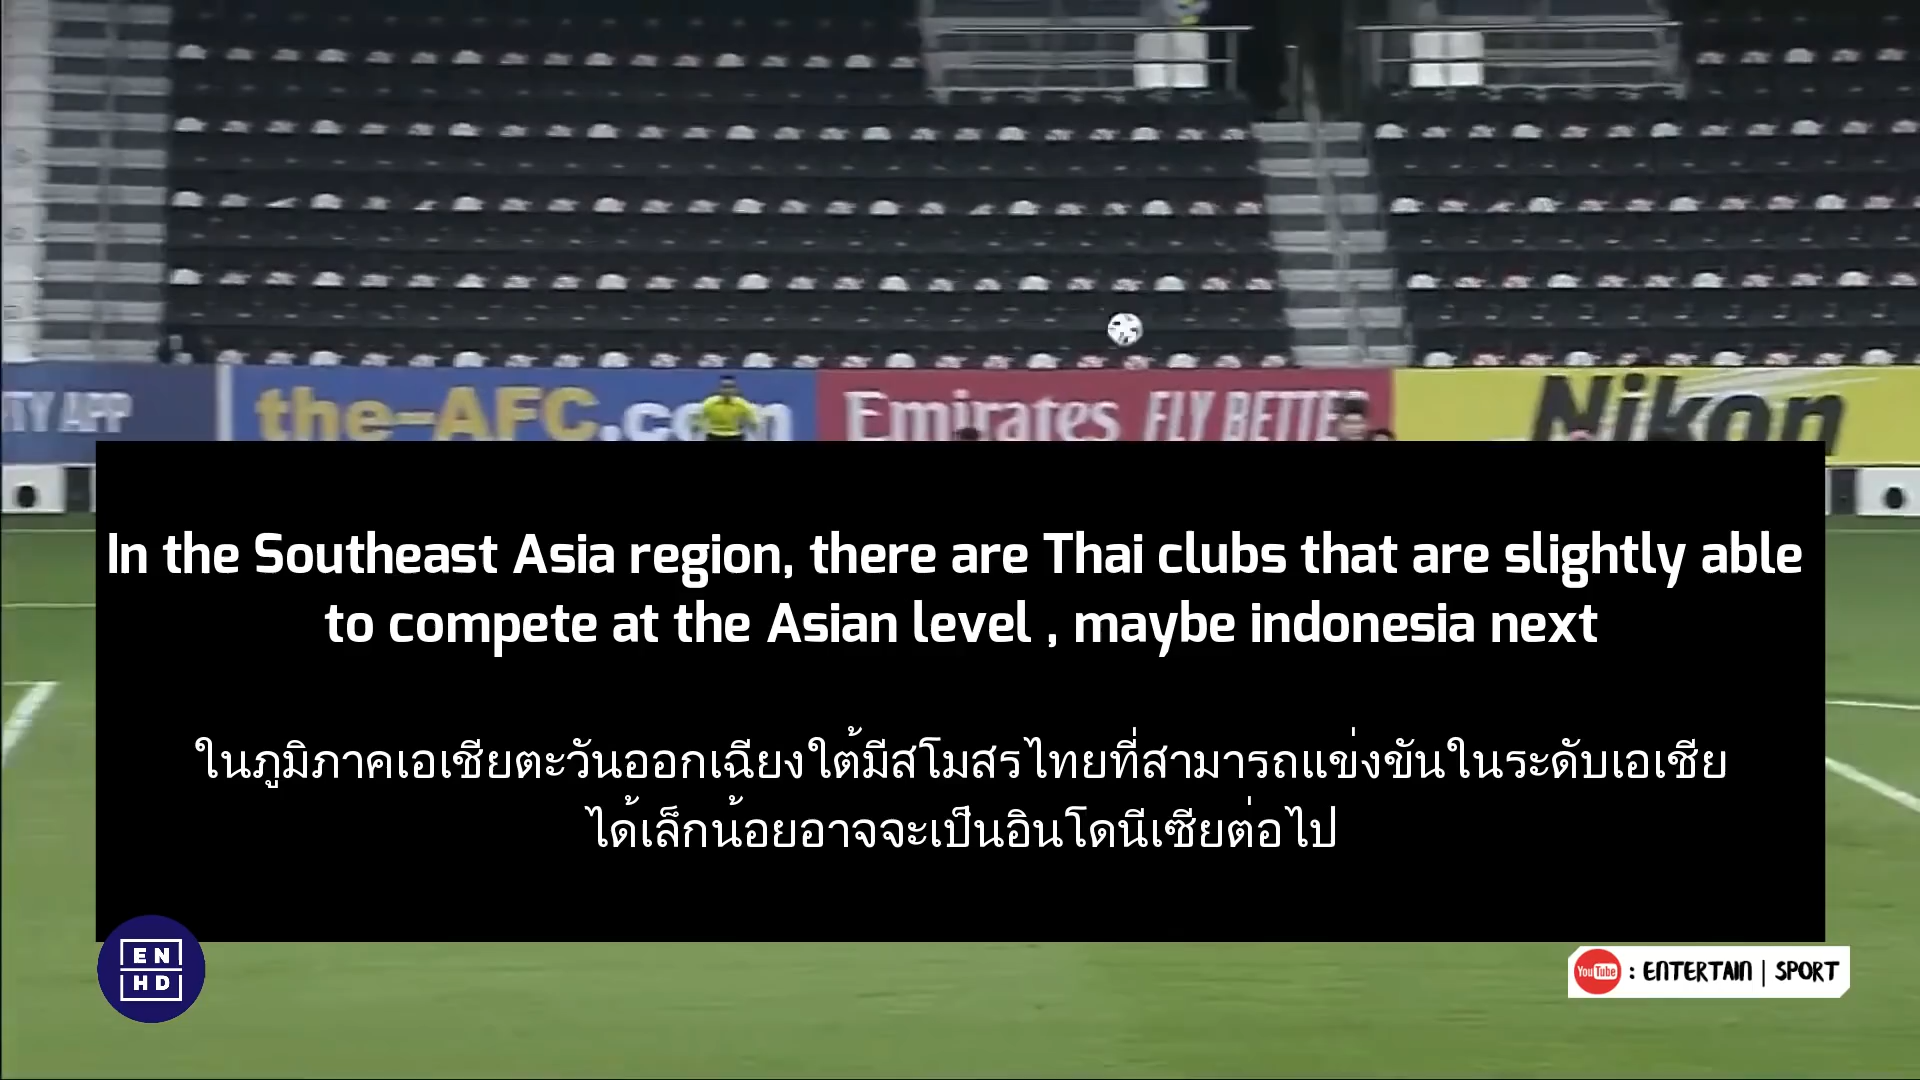 TY APP
the-AFC.com
Emirates FLY BETTER
Nikon
In the Southeast Asia region, there are Thai clubs that are slightly able
to compete at the Asian level , maybe indonesia next
ในภูมิภาคเอเชียตะวันออกเฉียงใต้มีสโมสรไทยที่สามารถแข่งขันในระดับเอเชีย
ได้เล็กน้อยอาจจะเป็นอินโดนีเซียต่อไป
EN
HD
YouTube : ENTERTAIN | SPORT